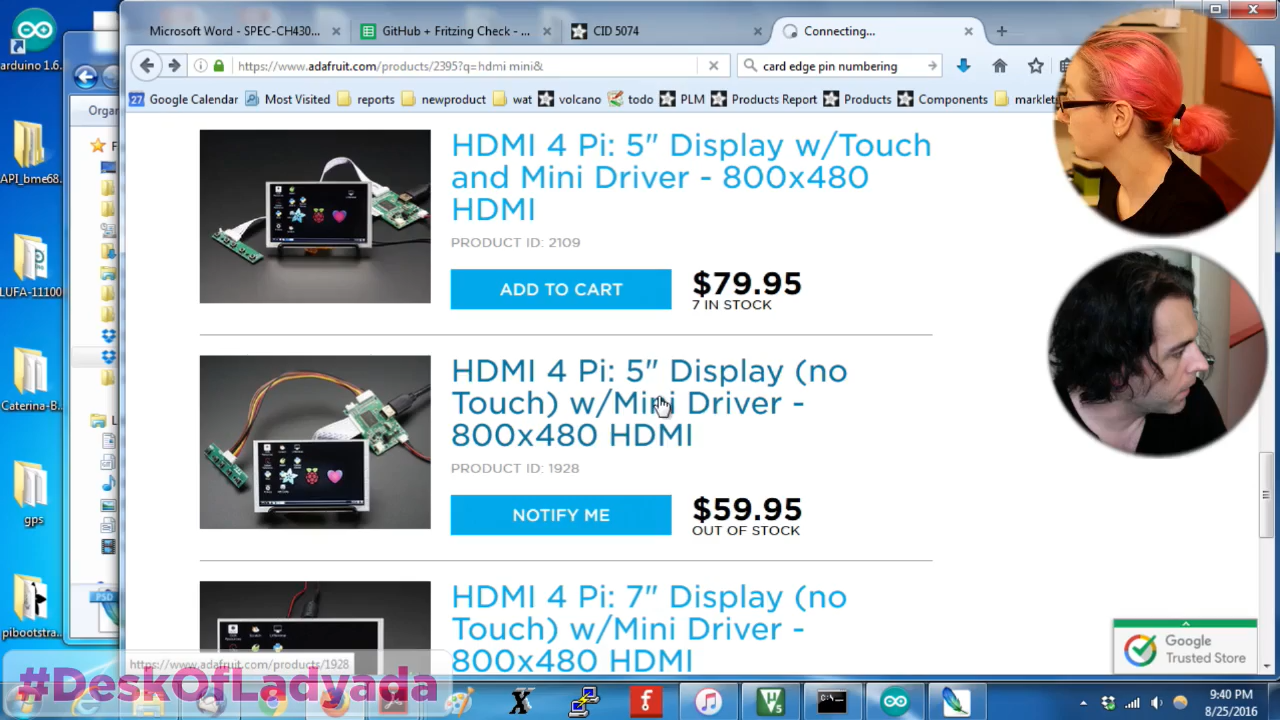 Microsoft Word - SPEC-CH430...
GitHub + Fritzing Check - ...
CID 5074
Connecting...
https://www.adafruit.com/products/2395?q=hdmi mini&
card edge pin numbering
27 Google Calendar
Most Visited
reports
newproduct
wat
volcano
todo
PLM
Products Report
Products
Components
marklet
Organ
arduino 1.6.
API_bme68.
LUFA-11100
Caterina-B...
gps
pibootstra...
PSD
HDMI 4 Pi: 5" Display w/Touch
and Mini Driver - 800x480
HDMI
PRODUCT ID: 2109
ADD TO CART
$79.95
7 IN STOCK
HDMI 4 Pi: 5" Display (no
Touch) w/Mini Driver -
800x480 HDMI
PRODUCT ID: 1928
NOTIFY ME
$59.95
OUT OF STOCK
HDMI 4 Pi: 7" Display (no
Touch) w/Mini Driver -
800x480 HDMI
Google
Trusted Store
https://www.adafruit.com/products/1928
#DeskOfLadyada
9:40 PM
8/25/2016